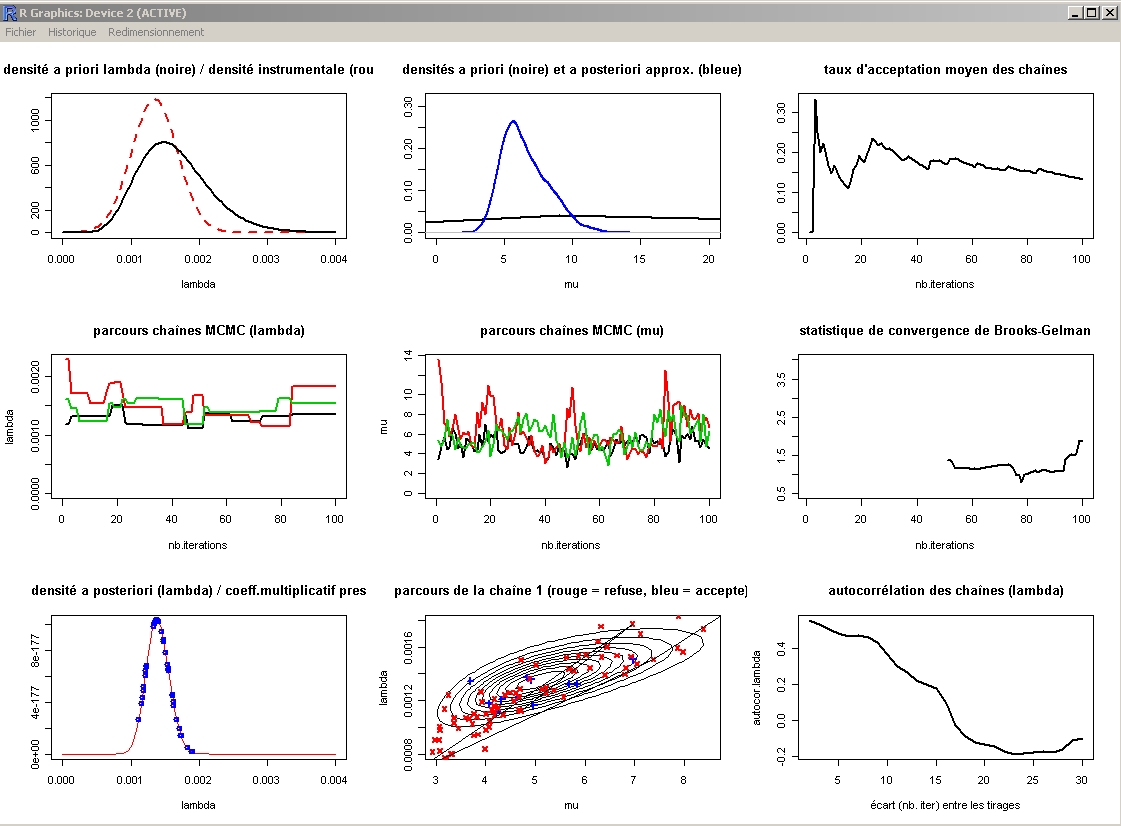 R Graphics: Device 2 (ACTIVE)
Fichier Historique Redimensionnement
densité a priori lambda (noire) / densité instrumentale (rou
0 200 600 1000
0.000 0.001 0.002 0.003 0.004
lambda
densités a priori (noire) et a posteriori approx. (bleue)
0.00 0.10 0.20 0.30
0 5 10 15 20
mu
taux d'acceptation moyen des chaînes
0.00 0.10 0.20 0.30
0 20 40 60 80 100
nb.iterations
parcours chaînes MCMC (lambda)
lambda
0.0000 0.0010 0.0020
0 20 40 60 80 100
nb.iterations
parcours chaînes MCMC (mu)
mu
0 2 4 6 8 10 14
0 20 40 60 80 100
nb.iterations
statistique de convergence de Brooks-Gelman
0.5 1.5 2.5 3.5
0 20 40 60 80 100
nb.iterations
densité a posteriori (lambda) / coeff.multiplicatif pres
0e+00 4e-177 8e-177
0.000 0.001 0.002 0.003 0.004
lambda
parcours de la chaîne 1 (rouge = refuse, bleu = accepte)
lambda
0.0008 0.0012 0.0016
3 4 5 6 7 8
mu
autocorrélation des chaînes (lambda)
autocor.lambda
-0.2 0.0 0.2 0.4
5 10 15 20 25 30
écart (nb. iter) entre les tirages